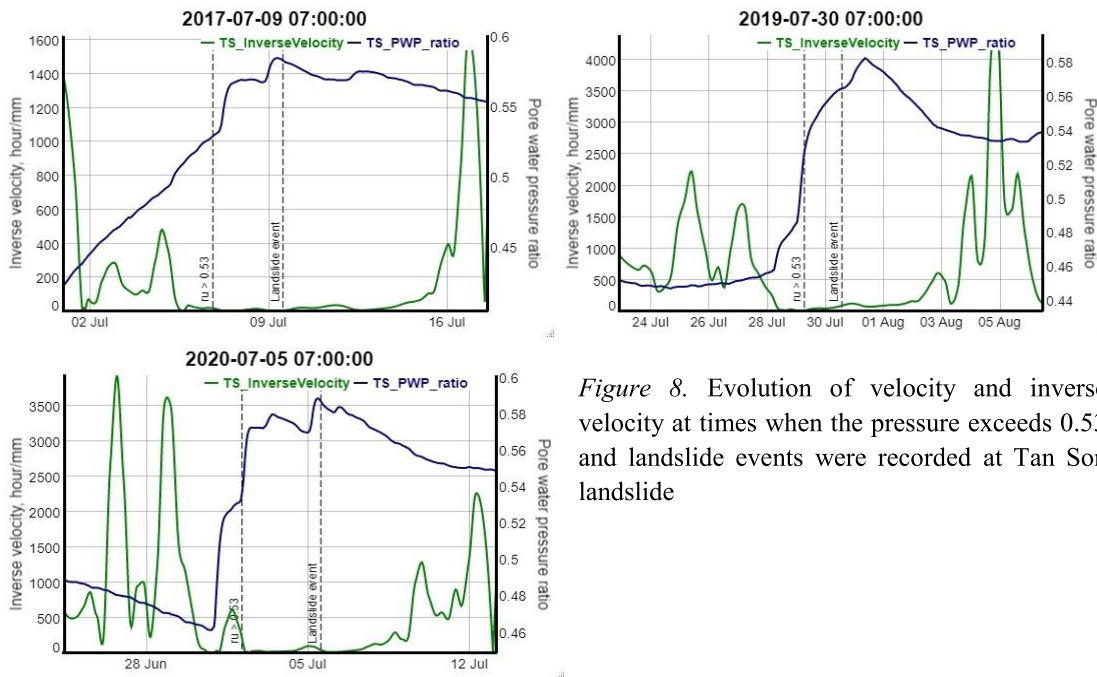 2017-07-09 07:00:00
TS_InverseVelocity TS_PWP_ratio
Inverse velocity, hour/mm
1600
1400
1200
1000
800
600
400
200
0
0.6
0.55
0.5
0.45
Pore water pressure ratio
ru > 0.53
Landslide event
02 Jul 09 Jul 16 Jul
2019-07-30 07:00:00
TS_InverseVelocity TS_PWP_ratio
Inverse velocity, hour/mm
4000
3500
3000
2500
2000
1500
1000
500
0
0.58
0.56
0.54
0.52
0.5
0.48
0.46
0.44
Pore water pressure ratio
ru > 0.53
Landslide event
24 Jul 26 Jul 28 Jul 30 Jul 01 Aug 03 Aug 05 Aug
2020-07-05 07:00:00
TS_InverseVelocity TS_PWP_ratio
Inverse velocity, hour/mm
3500
3000
2500
2000
1500
1000
500
0
0.6
0.58
0.56
0.54
0.52
0.5
0.48
0.46
Pore water pressure ratio
ru > 0.53
Landslide event
28 Jun 05 Jul 12 Jul
Figure 8. Evolution of velocity and inverse
velocity at times when the pressure exceeds 0.53
and landslide events were recorded at Tan Son
landslide